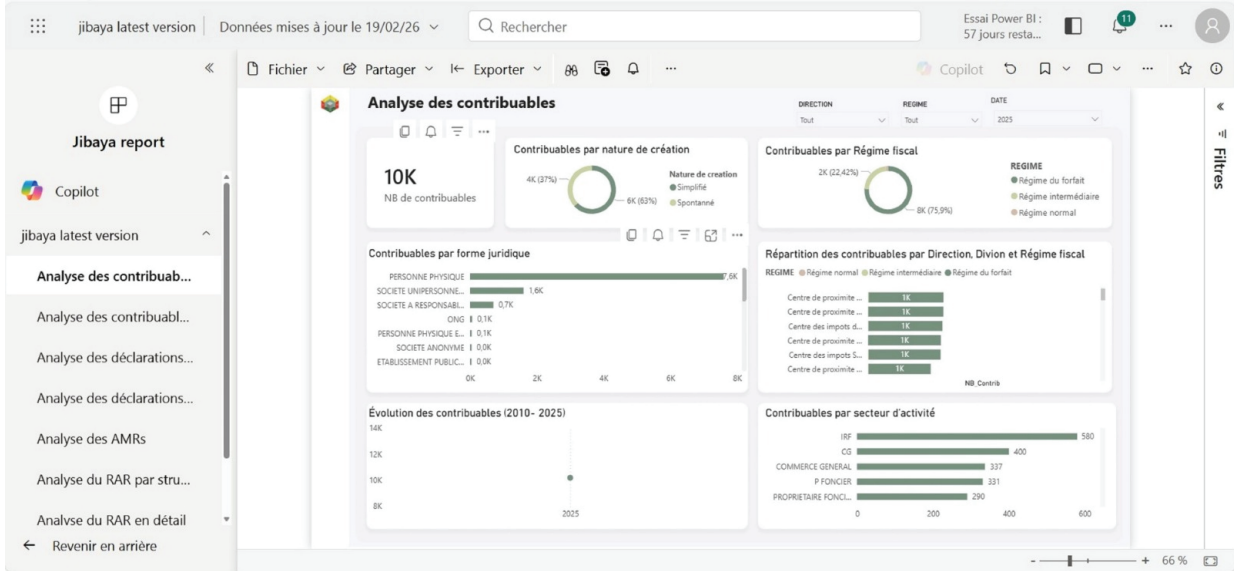 jibaya latest version
Données mises à jour le 19/02/26
Rechercher
Essai Power BI :
57 jours resta...
11
Fichier
Partager
Exporter
...
Copilot
Jibaya report
Copilot
jibaya latest version
Analyse des contribuab...
Analyse des contribuabl...
Analyse des déclarations...
Analyse des déclarations...
Analyse des AMRs
Analyse du RAR par stru...
Analyse du RAR en détail
Revenir en arrière
Analyse des contribuables
DIRECTION
Tout
REGIME
Tout
DATE
2025
Filtres
10K
NB de contribuables
Contribuables par nature de création
4K (37%)
6K (63%)
Nature de creation
Simplifié
Spontanné
Contribuables par Régime fiscal
2K (22,42%)
8K (75,9%)
REGIME
Régime du forfait
Régime intermédiaire
Régime normal
Contribuables par forme juridique
PERSONNE PHYSIQUE 7,6K
SOCIETE UNIPERSONNE... 1,6K
SOCIETE A RESPONSABI... 0,7K
ONG 0,1K
PERSONNE PHYSIQUE E... 0,1K
SOCIETE ANONYME 0,0K
ETABLISSEMENT PUBLIC... 0,0K
0K 2K 4K 6K 8K
Répartition des contribuables par Direction, Divion et Régime fiscal
REGIME Régime normal Régime intermédiaire Régime du forfait
Centre de proximite ... 1K
Centre de proximite ... 1K
Centre des impots d... 1K
Centre de proximite ... 1K
Centre des impots S... 1K
Centre de proximite ... 1K
NB_Contrib
Évolution des contribuables (2010- 2025)
14K
12K
10K
8K
2025
Contribuables par secteur d'activité
IRF 580
CG 400
COMMERCE GENERAL 337
P FONCIER 331
PROPRIETAIRE FONCI... 290
0 200 400 600
- + 66 %